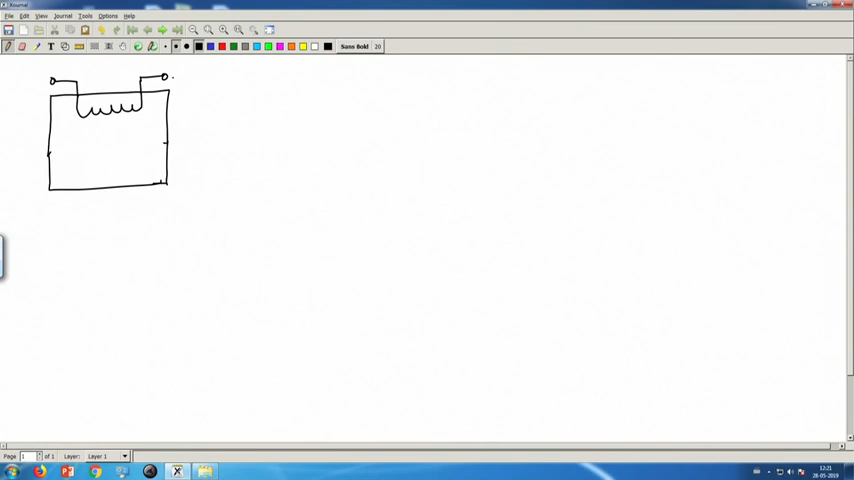 Xournal
File Edit View Journal Tools Options Help
Sans Bold 20
Page 1 of 1 Layer: Layer 1
12:21
28-05-2019